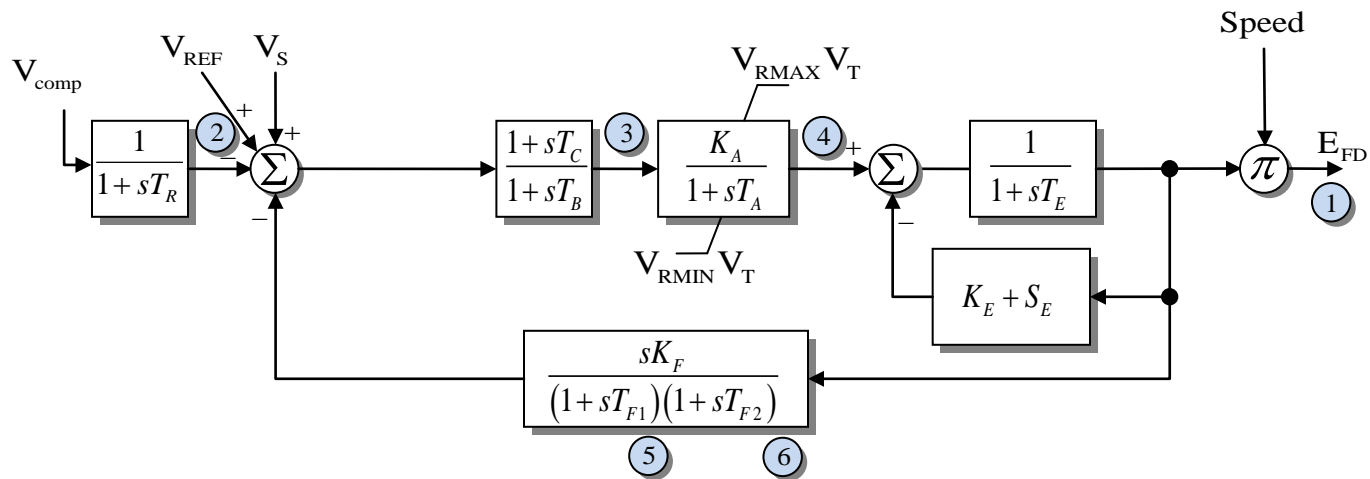 Speed
V_REF
V_S
V_comp
V_RMAX V_T
+
+
−
−
2
Σ
1
1 + sT_R
1 + sT_C
1 + sT_B
3
K_A
1 + sT_A
4
+
Σ
−
1
1 + sT_E
π
E_FD
1
V_RMIN V_T
K_E + S_E
sK_F
(1 + sT_F1)(1 + sT_F2)
5
6